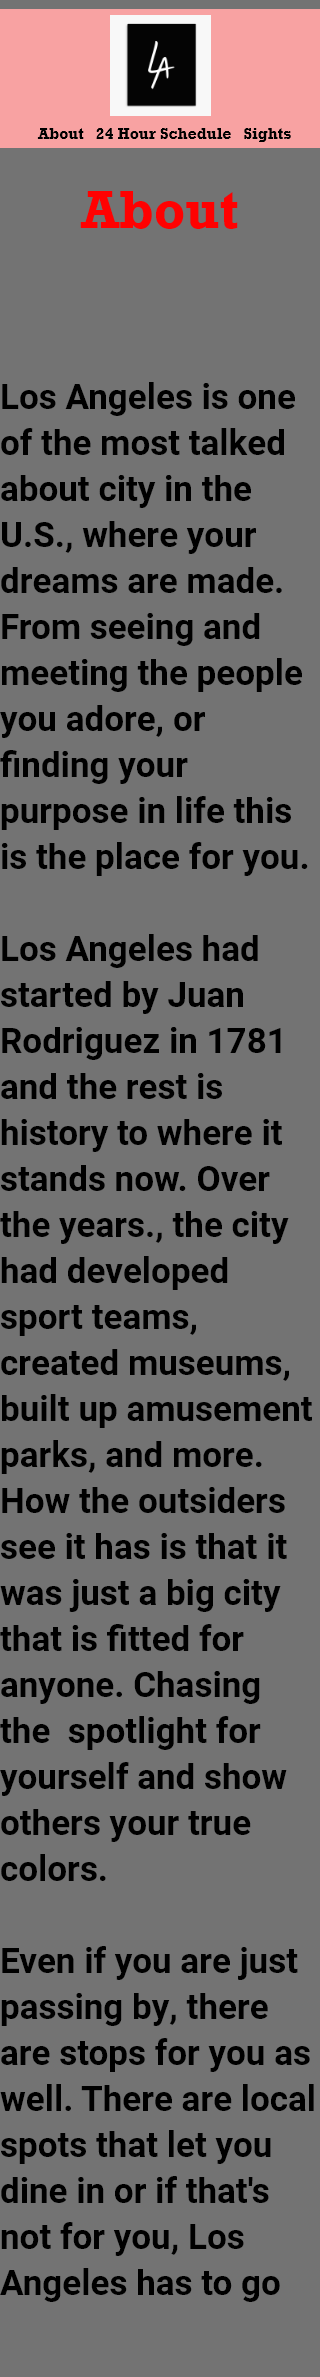 LA
About 24 Hour Schedule Sights
About
Los Angeles is one
of the most talked
about city in the
U.S., where your
dreams are made.
From seeing and
meeting the people
you adore, or
finding your
purpose in life this
is the place for you.
Los Angeles had
started by Juan
Rodriguez in 1781
and the rest is
history to where it
stands now. Over
the years., the city
had developed
sport teams,
created museums,
built up amusement
parks, and more.
How the outsiders
see it has is that it
was just a big city
that is fitted for
anyone. Chasing
the  spotlight for
yourself and show
others your true
colors.
Even if you are just
passing by, there
are stops for you as
well. There are local
spots that let you
dine in or if that's
not for you, Los
Angeles has to go